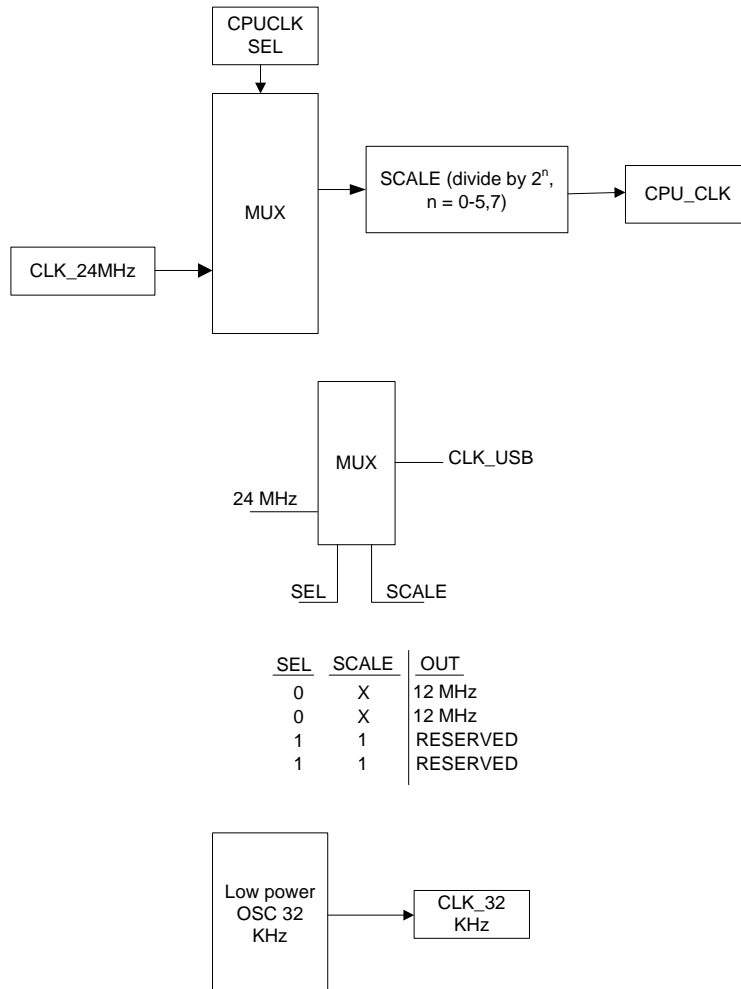 CPUCLK
SEL
MUX
SCALE (divide by 2ⁿ,
n = 0-5,7)
CPU_CLK
CLK_24MHz
MUX
CLK_USB
24 MHz
SEL SCALE
SEL SCALE OUT
0 X 12 MHz
0 X 12 MHz
1 1 RESERVED
1 1 RESERVED
Low power
OSC 32
KHz
CLK_32
KHz